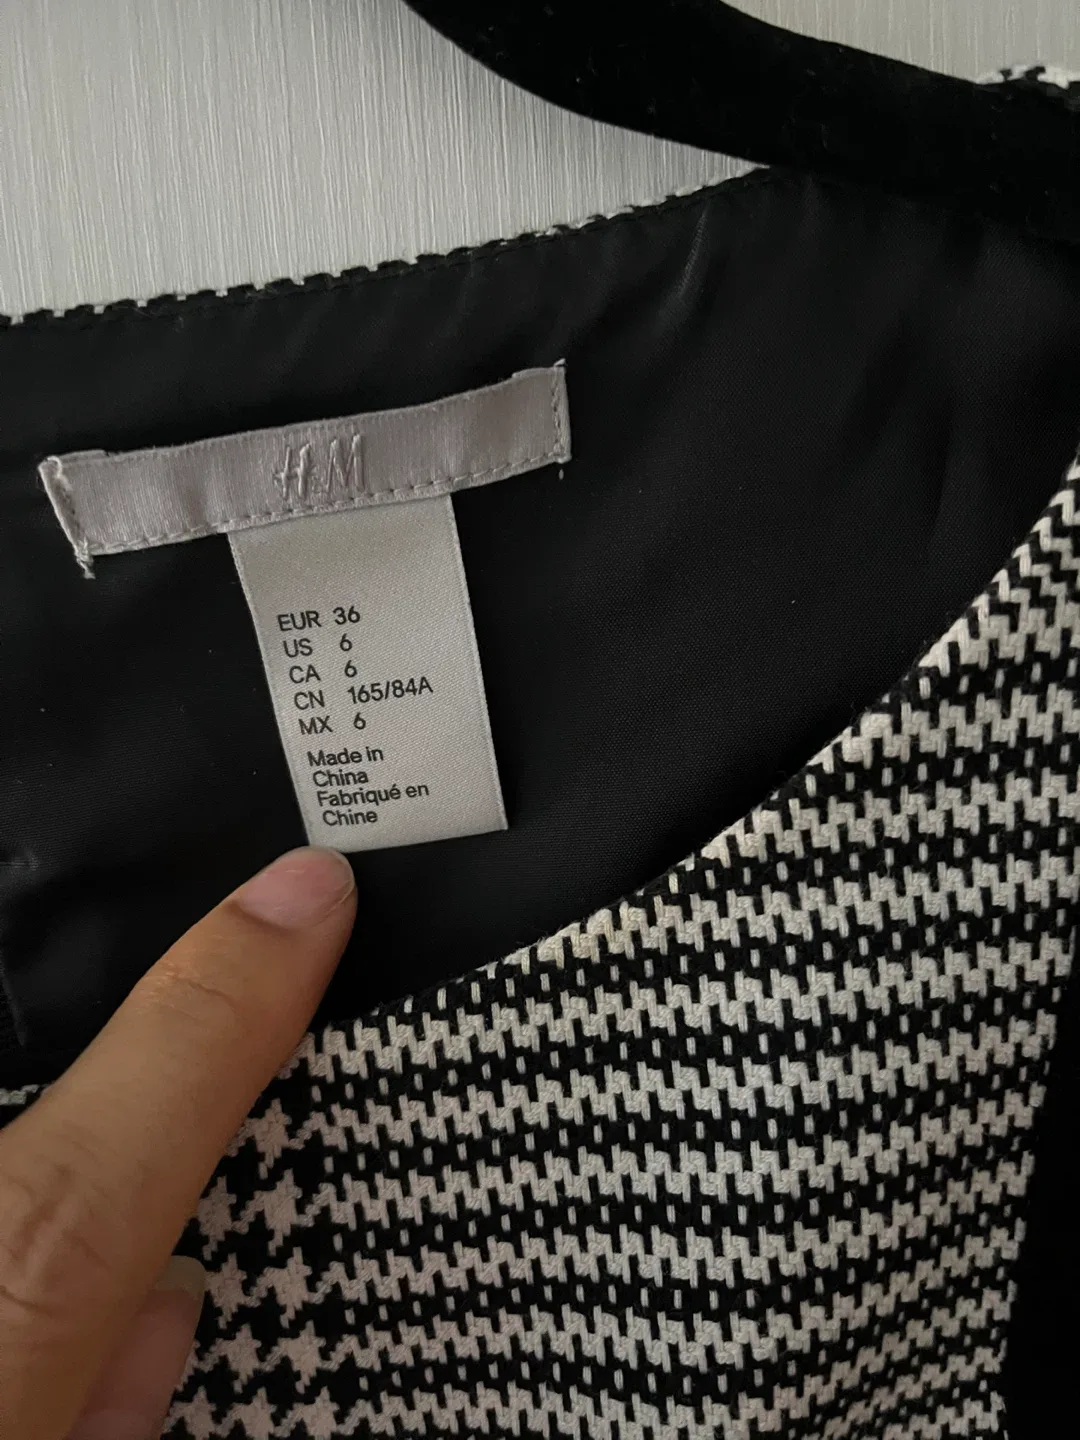 H&M
EUR 36
US 6
CA 6
CN 165/84A
MX 6
Made in
China
Fabriqué en
Chine